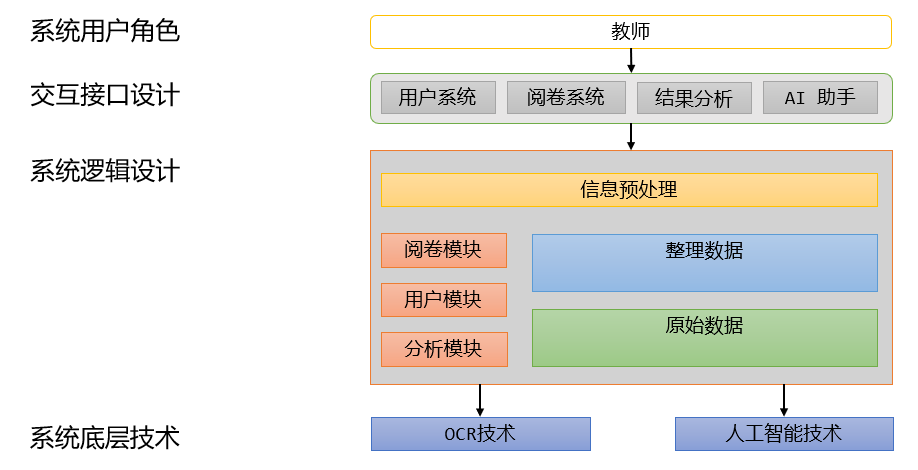 系统用户角色
教师
交互接口设计
用户系统
阅卷系统
结果分析
AI 助手
系统逻辑设计
信息预处理
阅卷模块
整理数据
用户模块
原始数据
分析模块
系统底层技术
OCR技术
人工智能技术